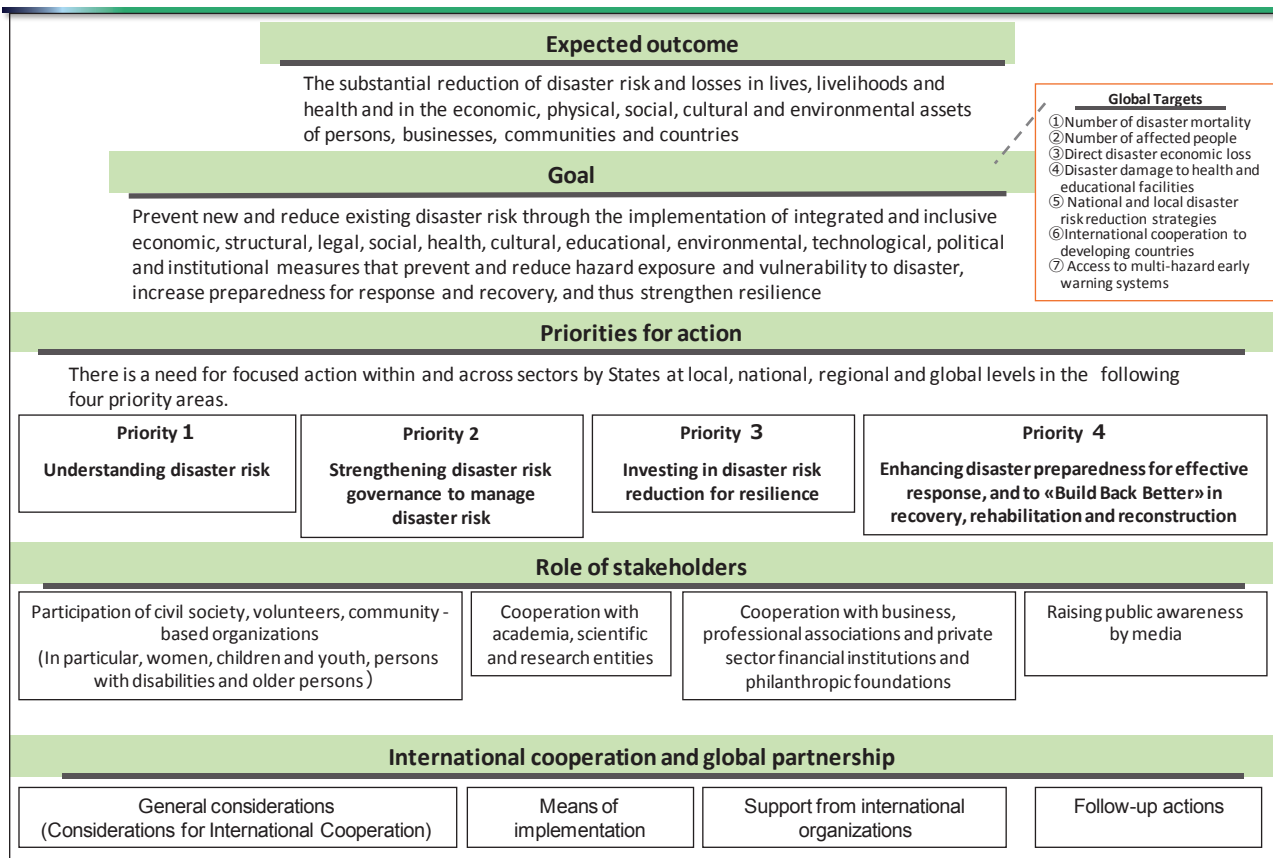 Expected outcome
The substantial reduction of disaster risk and losses in lives, livelihoods and
health and in the economic, physical, social, cultural and environmental assets
of persons, businesses, communities and countries
Global Targets
①Number of disaster mortality
②Number of affected people
③Direct disaster economic loss
④Disaster damage to health and
educational facilities
⑤ National and local disaster
risk reduction strategies
⑥International cooperation to
developing countries
⑦ Access to multi-hazard early
warning systems
Goal
Prevent new and reduce existing disaster risk through the implementation of integrated and inclusive
economic, structural, legal, social, health, cultural, educational, environmental, technological, political
and institutional measures that prevent and reduce hazard exposure and vulnerability to disaster,
increase preparedness for response and recovery, and thus strengthen resilience
Priorities for action
There is a need for focused action within and across sectors by States at local, national, regional and global levels in the following
four priority areas.
Priority 1
Understanding disaster risk
Priority 2
Strengthening disaster risk
governance to manage
disaster risk
Priority 3
Investing in disaster risk
reduction for resilience
Priority 4
Enhancing disaster preparedness for effective
response, and to «Build Back Better» in
recovery, rehabilitation and reconstruction
Role of stakeholders
Participation of civil society, volunteers, community -
based organizations
(In particular, women, children and youth, persons
with disabilities and older persons）
Cooperation with
academia, scientific
and research entities
Cooperation with business,
professional associations and private
sector financial institutions and
philanthropic foundations
Raising public awareness
by media
International cooperation and global partnership
General considerations
(Considerations for International Cooperation)
Means of
implementation
Support from international
organizations
Follow-up actions